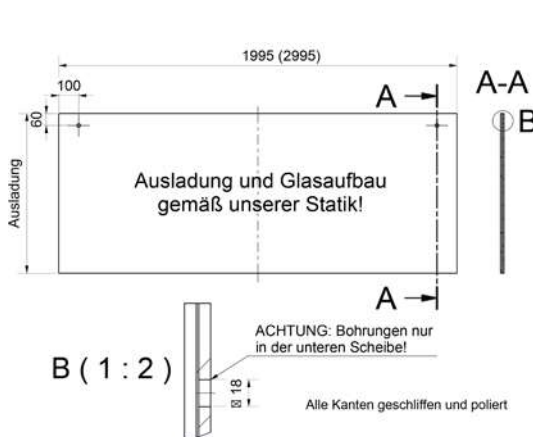 1995 (2995)
100
A
A-A
60
B
Ausladung
Ausladung und Glasaufbau
gemäß unserer Statik!
A
ACHTUNG: Bohrungen nur
in der unteren Scheibe!
B ( 1 : 2 )
18
Alle Kanten geschliffen und poliert